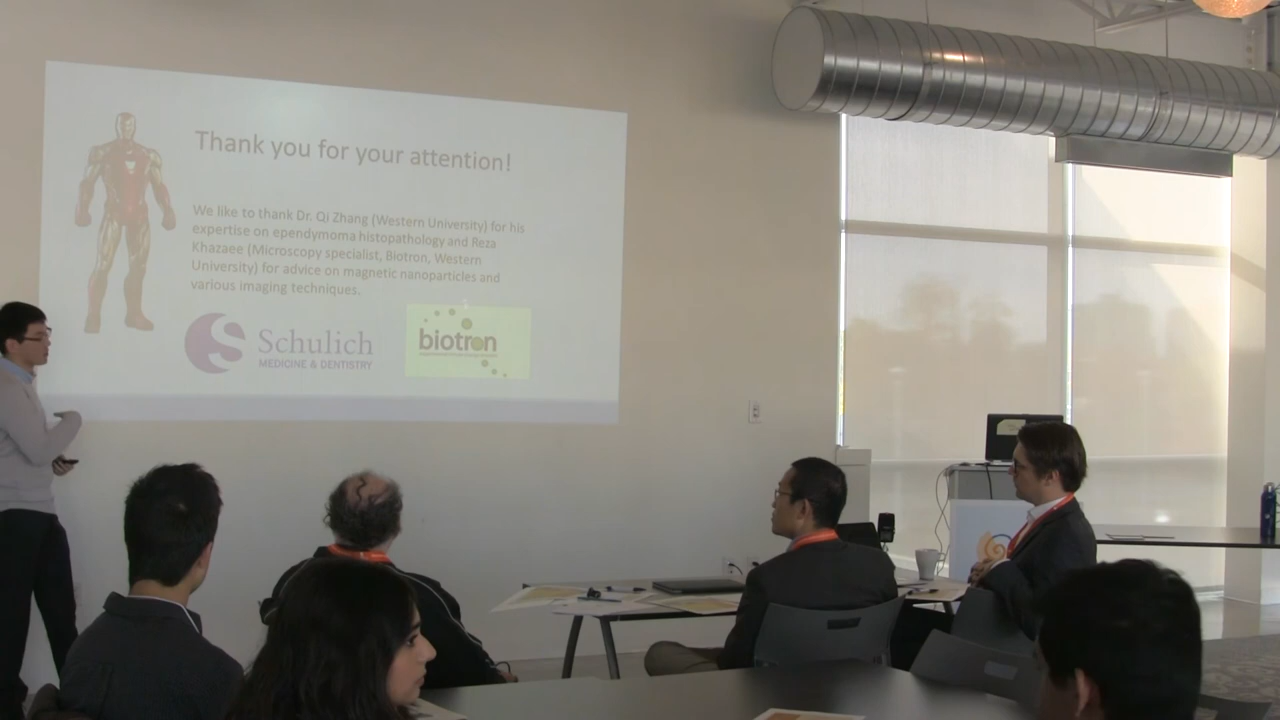 Thank you for your attention!
We like to thank Dr. Qi Zhang (Western University) for his
expertise on ependymoma histopathology and Reza
Khazaee (Microscopy specialist, Biotron, Western
University) for advice on magnetic nanoparticles and
various imaging techniques.
Schulich
MEDICINE & DENTISTRY
biotron